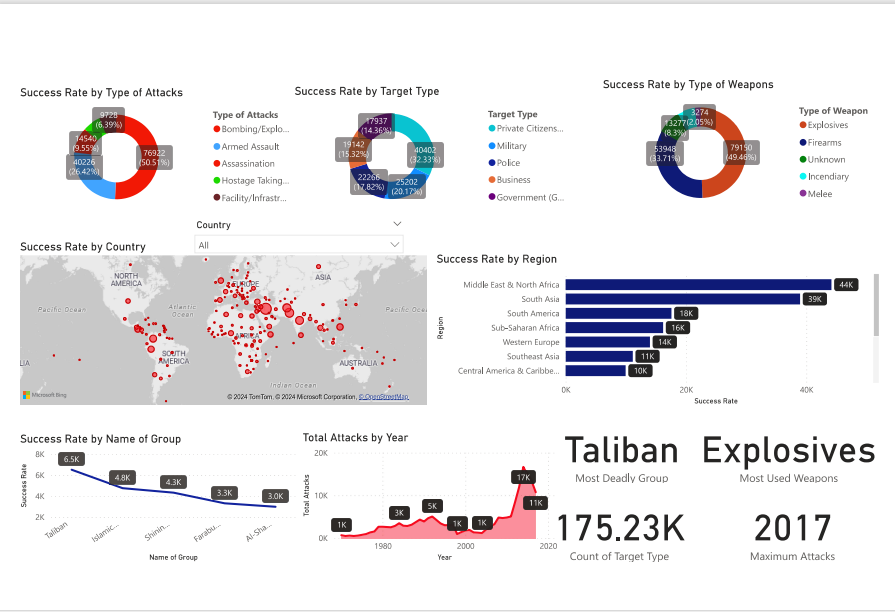 Success Rate by Type of Attacks
9728
(6.39%)
14540
(9.55%)
40226
(26.42%)
76922
(50.51%)
Type of Attacks
Bombing/Explo...
Armed Assault
Assassination
Hostage Taking...
Facility/Infrastr...
Success Rate by Target Type
17937
(14.36%)
19142
(15.32%)
22266
(17.82%)
25202
(20.17%)
40402
(32.33%)
Target Type
Private Citizens...
Military
Police
Business
Government (G...
Success Rate by Type of Weapons
3274
(2.05%)
13277
(8.3%)
53948
(33.71%)
79150
(49.46%)
Type of Weapon
Explosives
Firearms
Unknown
Incendiary
Melee
Country
All
Success Rate by Country
NORTH
AMERICA
EUROPE
ASIA
Pacific Ocean
Atlantic
Ocean
Pacific Ocean
AFRICA
SOUTH
AMERICA
LIA
AUSTRALIA
Indian Ocean
Microsoft Bing
© 2024 TomTom, © 2024 Microsoft Corporation, © OpenStreetMap
Success Rate by Region
Region
Middle East & North Africa 44K
South Asia 39K
South America 18K
Sub-Saharan Africa 16K
Western Europe 14K
Southeast Asia 11K
Central America & Caribbe... 10K
0K 20K 40K
Success Rate
Success Rate by Name of Group
Success Rate
8K
6K
4K
2K
6.5K
4.8K
4.3K
3.3K
3.0K
Taliban
Islamic...
Shinin...
Farabu...
Al-Sha...
Name of Group
Total Attacks by Year
Total Attacks
20K
10K
0K
1K
3K
5K
1K
1K
17K
11K
1980 2000 2020
Year
Taliban
Most Deadly Group
Explosives
Most Used Weapons
175.23K
Count of Target Type
2017
Maximum Attacks